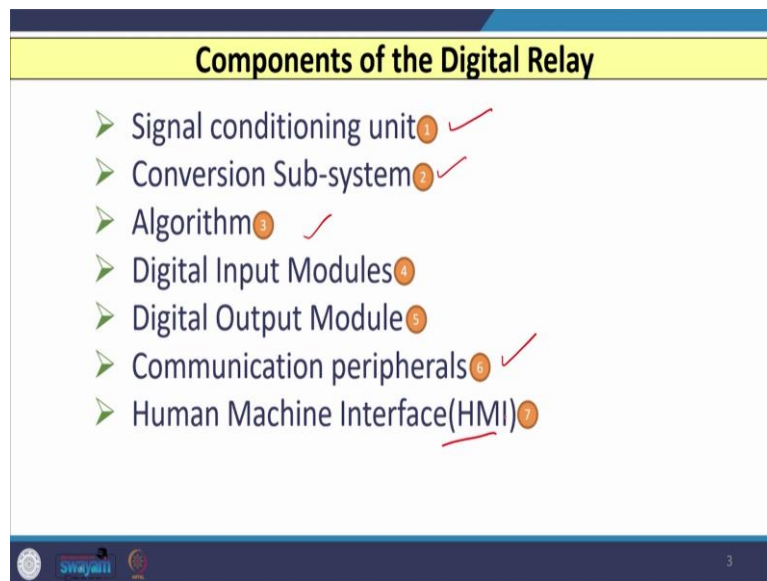 Components of the Digital Relay
Signal conditioning unit 1
Conversion Sub-system 2
Algorithm 3
Digital Input Modules 4
Digital Output Module 5
Communication peripherals 6
Human Machine Interface(HMI) 7
swayam
3